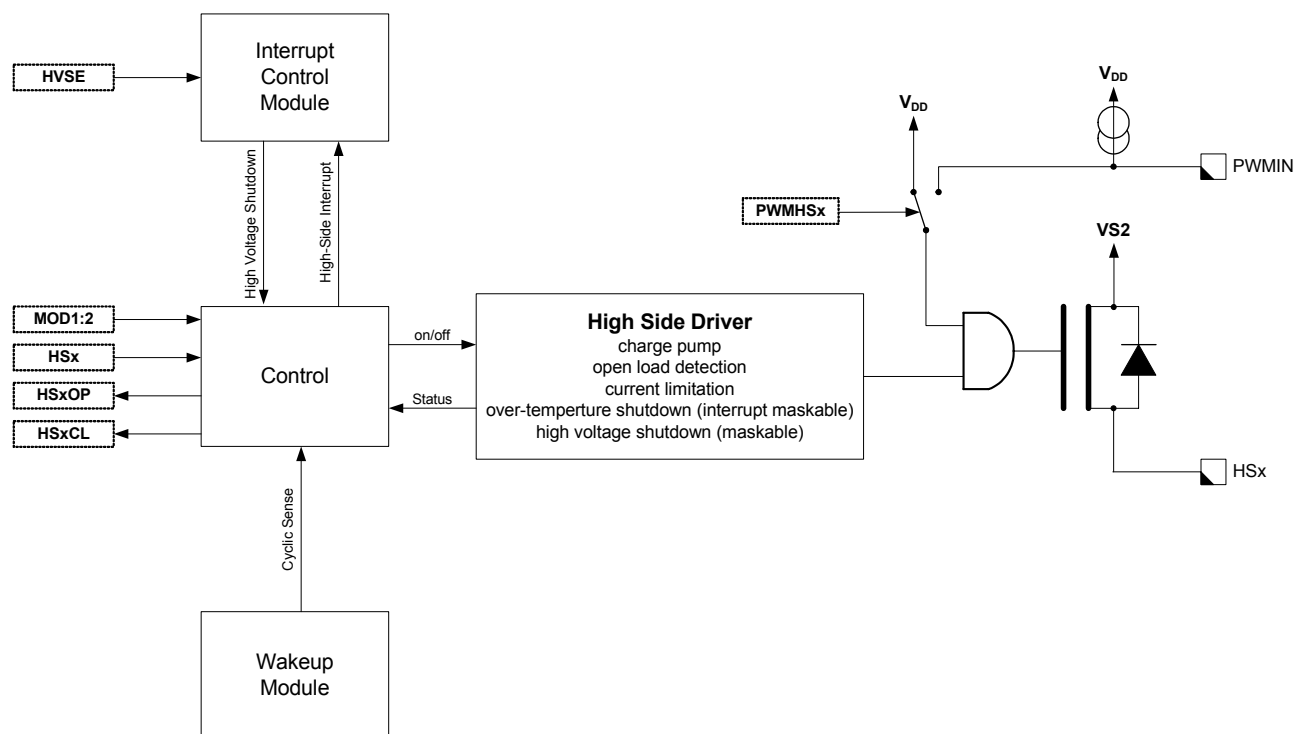 Interrupt
Control
Module
HVSE
High Voltage Shutdown
High-Side Interrupt
VDD
VDD
PWMIN
PWMHSx
VS2
MOD1:2
HSx
HSxOP
HSxCL
Control
on/off
Status
High Side Driver
charge pump
open load detection
current limitation
over-temperture shutdown (interrupt maskable)
high voltage shutdown (maskable)
HSx
Cyclic Sense
Wakeup
Module